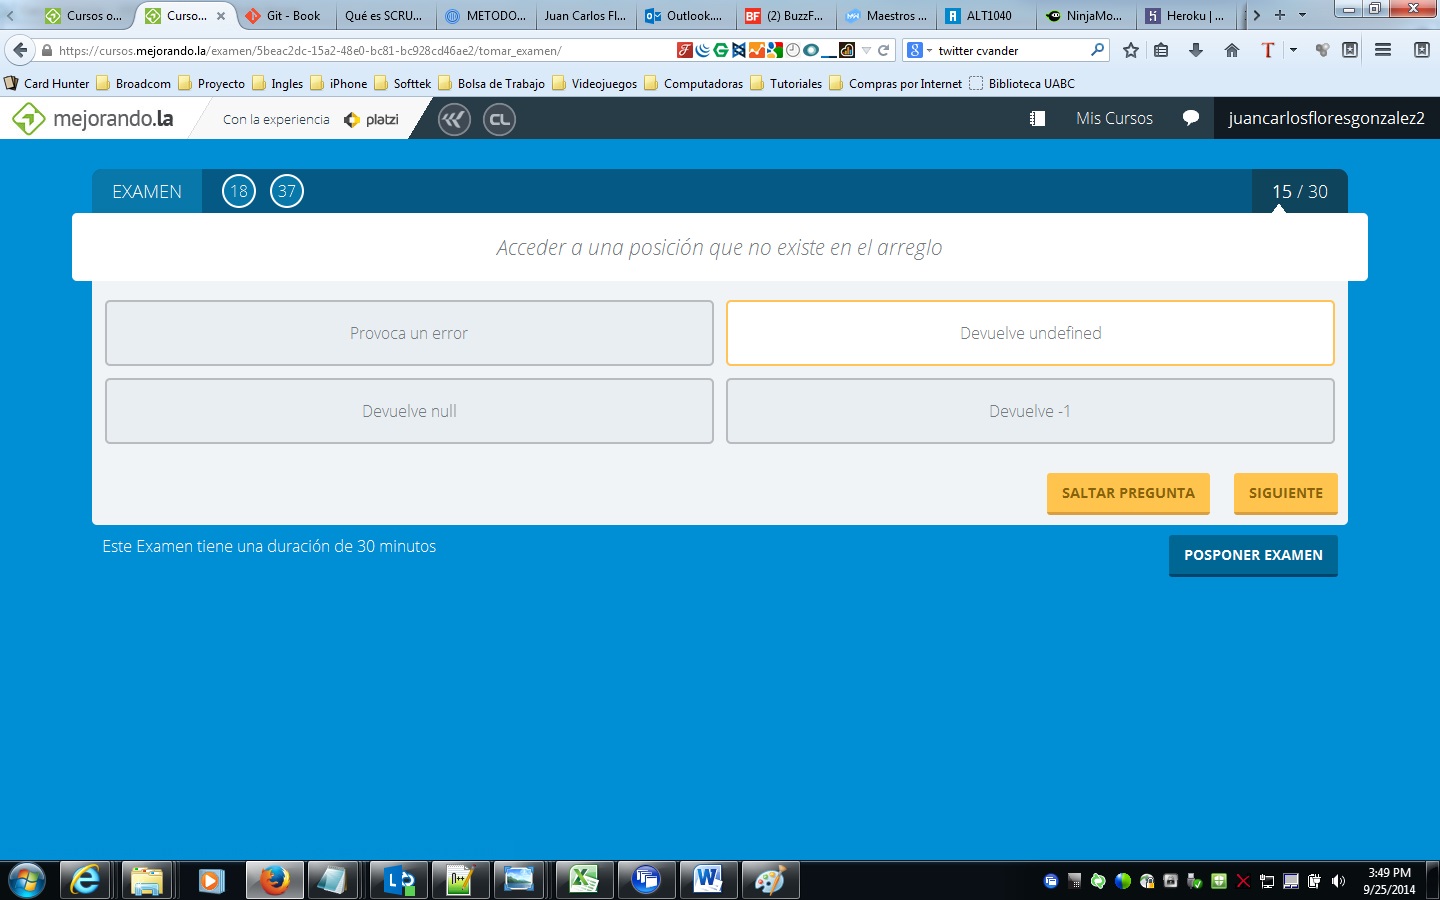 Cursos o...
Curso...
Git - Book
Qué es SCRU...
METODO...
Juan Carlos Fl...
Outlook....
(2) BuzzF...
Maestros ...
ALT1040
NinjaMo...
Heroku | ...
https://cursos.mejorando.la/examen/5beac2dc-15a2-48e0-bc81-bc928cd46ae2/tomar_examen/
twitter cvander
Card Hunter
Broadcom
Proyecto
Ingles
iPhone
Softtek
Bolsa de Trabajo
Videojuegos
Computadoras
Tutoriales
Compras por Internet
Biblioteca UABC
mejorando.la
Con la experiencia
platzi
CL
Mis Cursos
juancarlosfloresgonzalez2
EXAMEN
18
37
15 / 30
Acceder a una posición que no existe en el arreglo
Provoca un error
Devuelve undefined
Devuelve null
Devuelve -1
SALTAR PREGUNTA
SIGUIENTE
Este Examen tiene una duración de 30 minutos
POSPONER EXAMEN
3:49 PM
9/25/2014